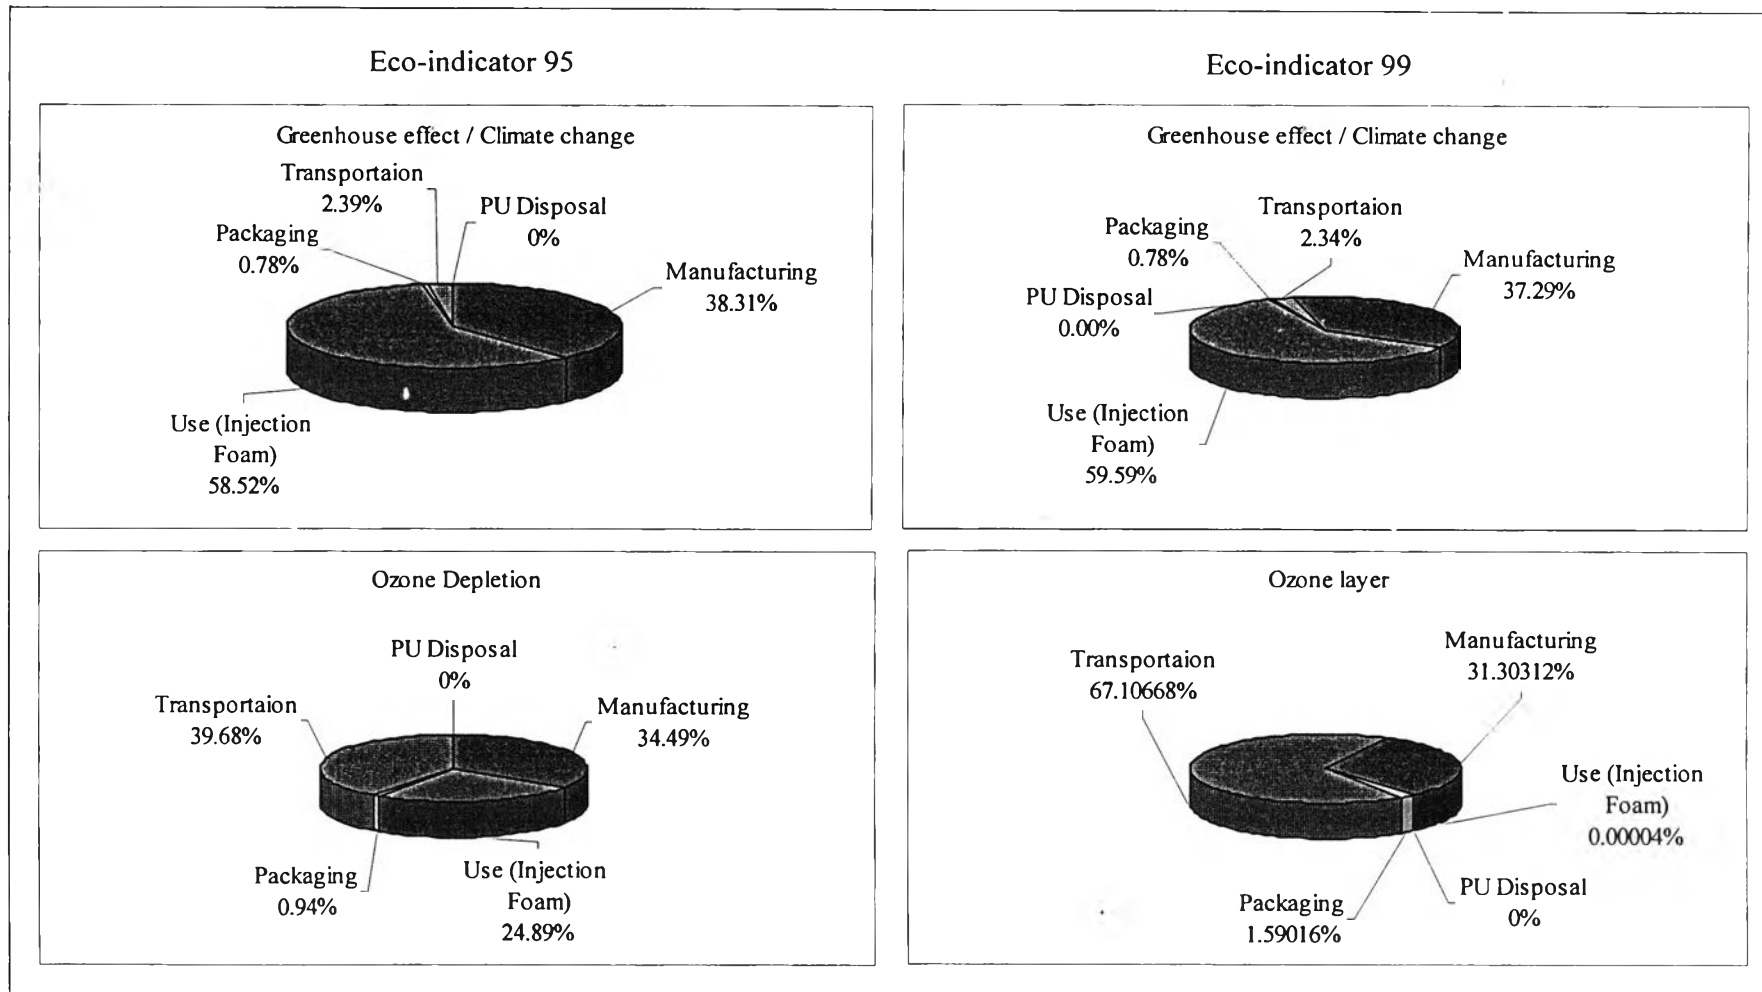 Eco-indicator 95
Eco-indicator 99
Greenhouse effect / Climate change
Transportaion
2.39%
PU Disposal
0%
Packaging
0.78%
Manufacturing
38.31%
Use (Injection
Foam)
58.52%
Greenhouse effect / Climate change
Transportaion
2.34%
Packaging
0.78%
Manufacturing
37.29%
PU Disposal
0.00%
Use (Injection
Foam)
59.59%
Ozone Depletion
PU Disposal
0%
Transportaion
39.68%
Manufacturing
34.49%
Packaging
0.94%
Use (Injection
Foam)
24.89%
Ozone layer
Manufacturing
31.30312%
Transportaion
67.10668%
Use (Injection
Foam)
0.00004%
PU Disposal
0%
Packaging
1.59016%